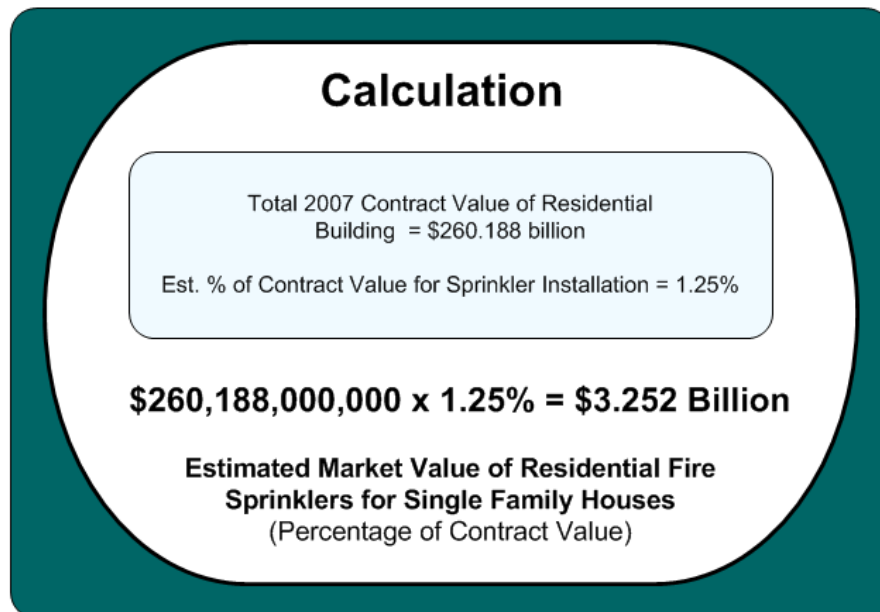 Calculation
Total 2007 Contract Value of Residential
Building = $260.188 billion
Est. % of Contract Value for Sprinkler Installation = 1.25%
$260,188,000,000 x 1.25% = $3.252 Billion
Estimated Market Value of Residential Fire
Sprinklers for Single Family Houses
(Percentage of Contract Value)